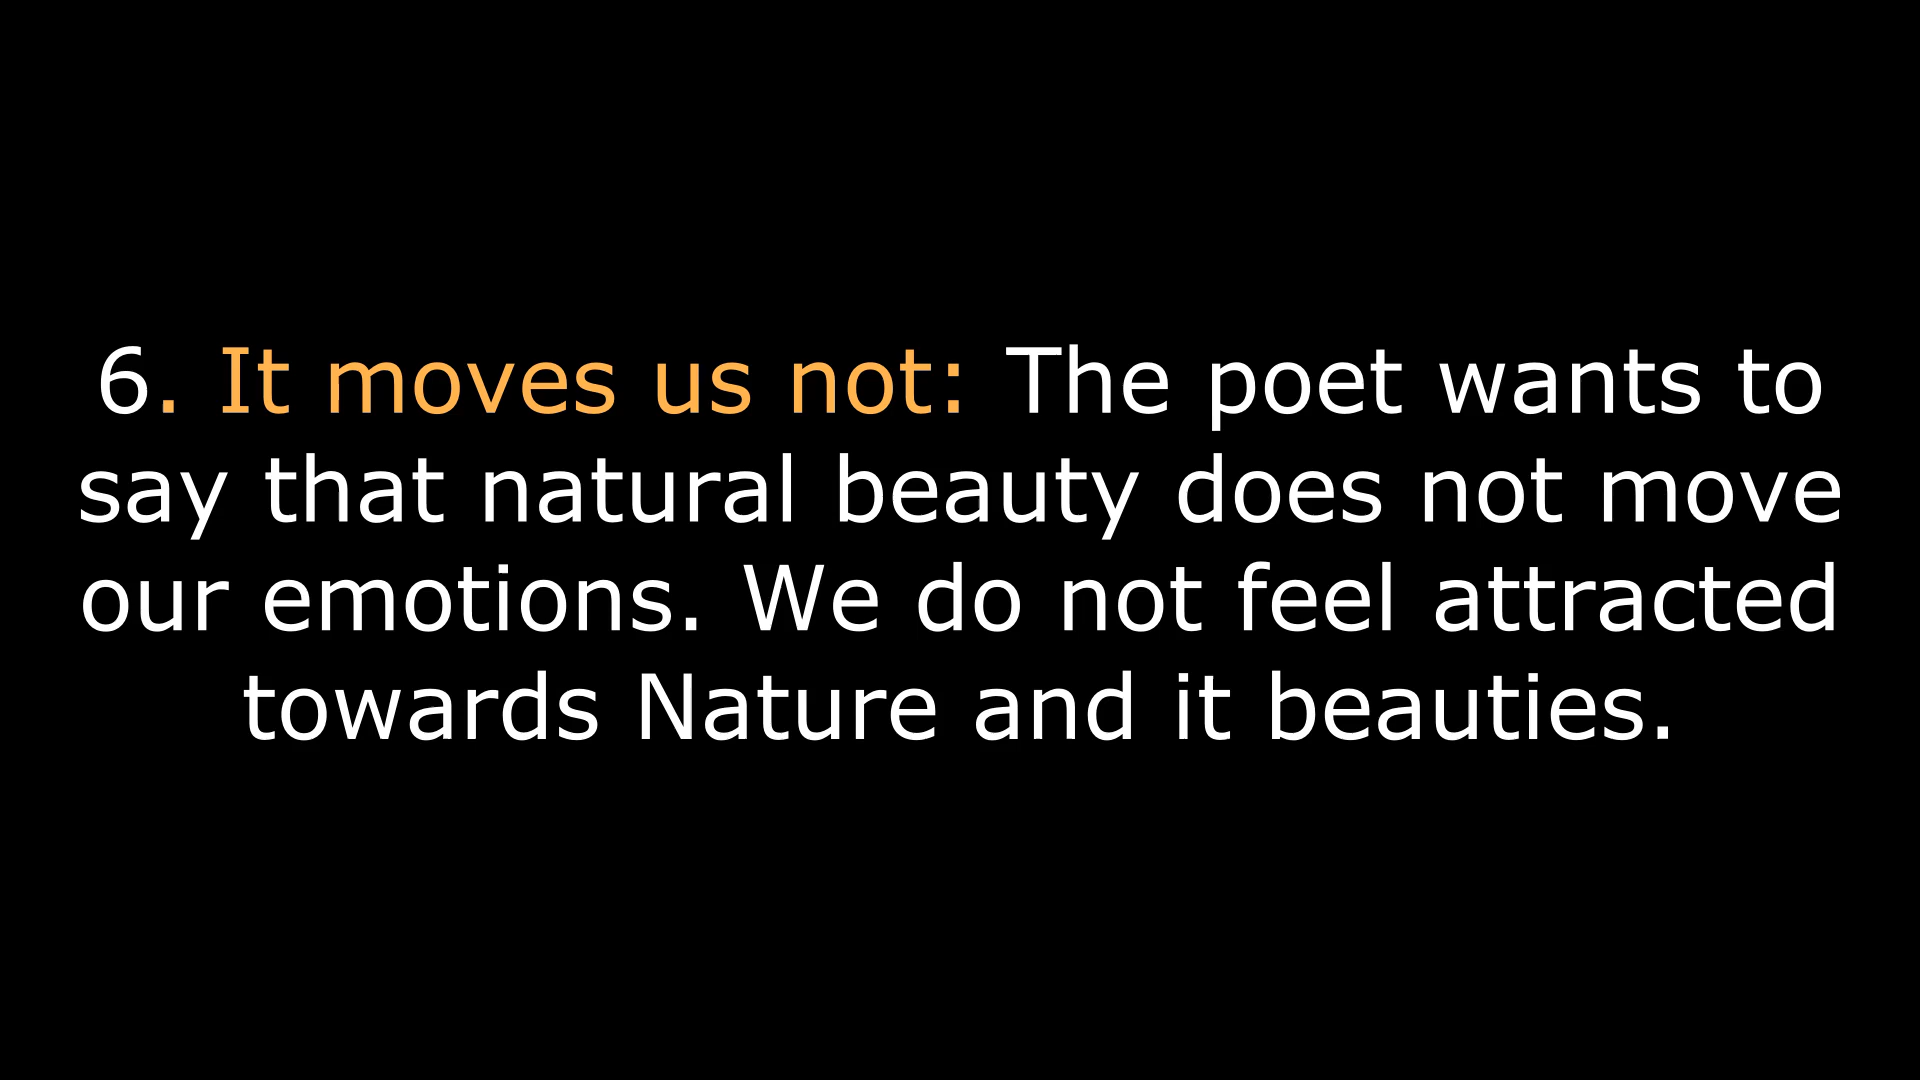 6. It moves us not: The poet wants to
say that natural beauty does not move
our emotions. We do not feel attracted
towards Nature and it beauties.